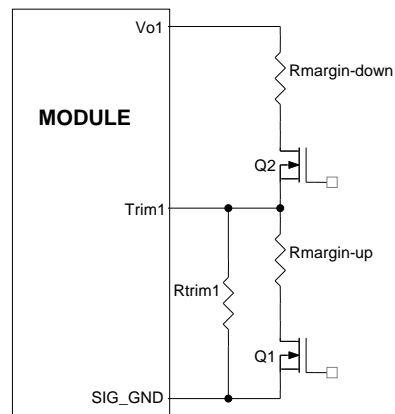 Vo1
Rmargin-down
MODULE
Q2
Trim1
Rmargin-up
Rtrim1
Q1
SIG_GND